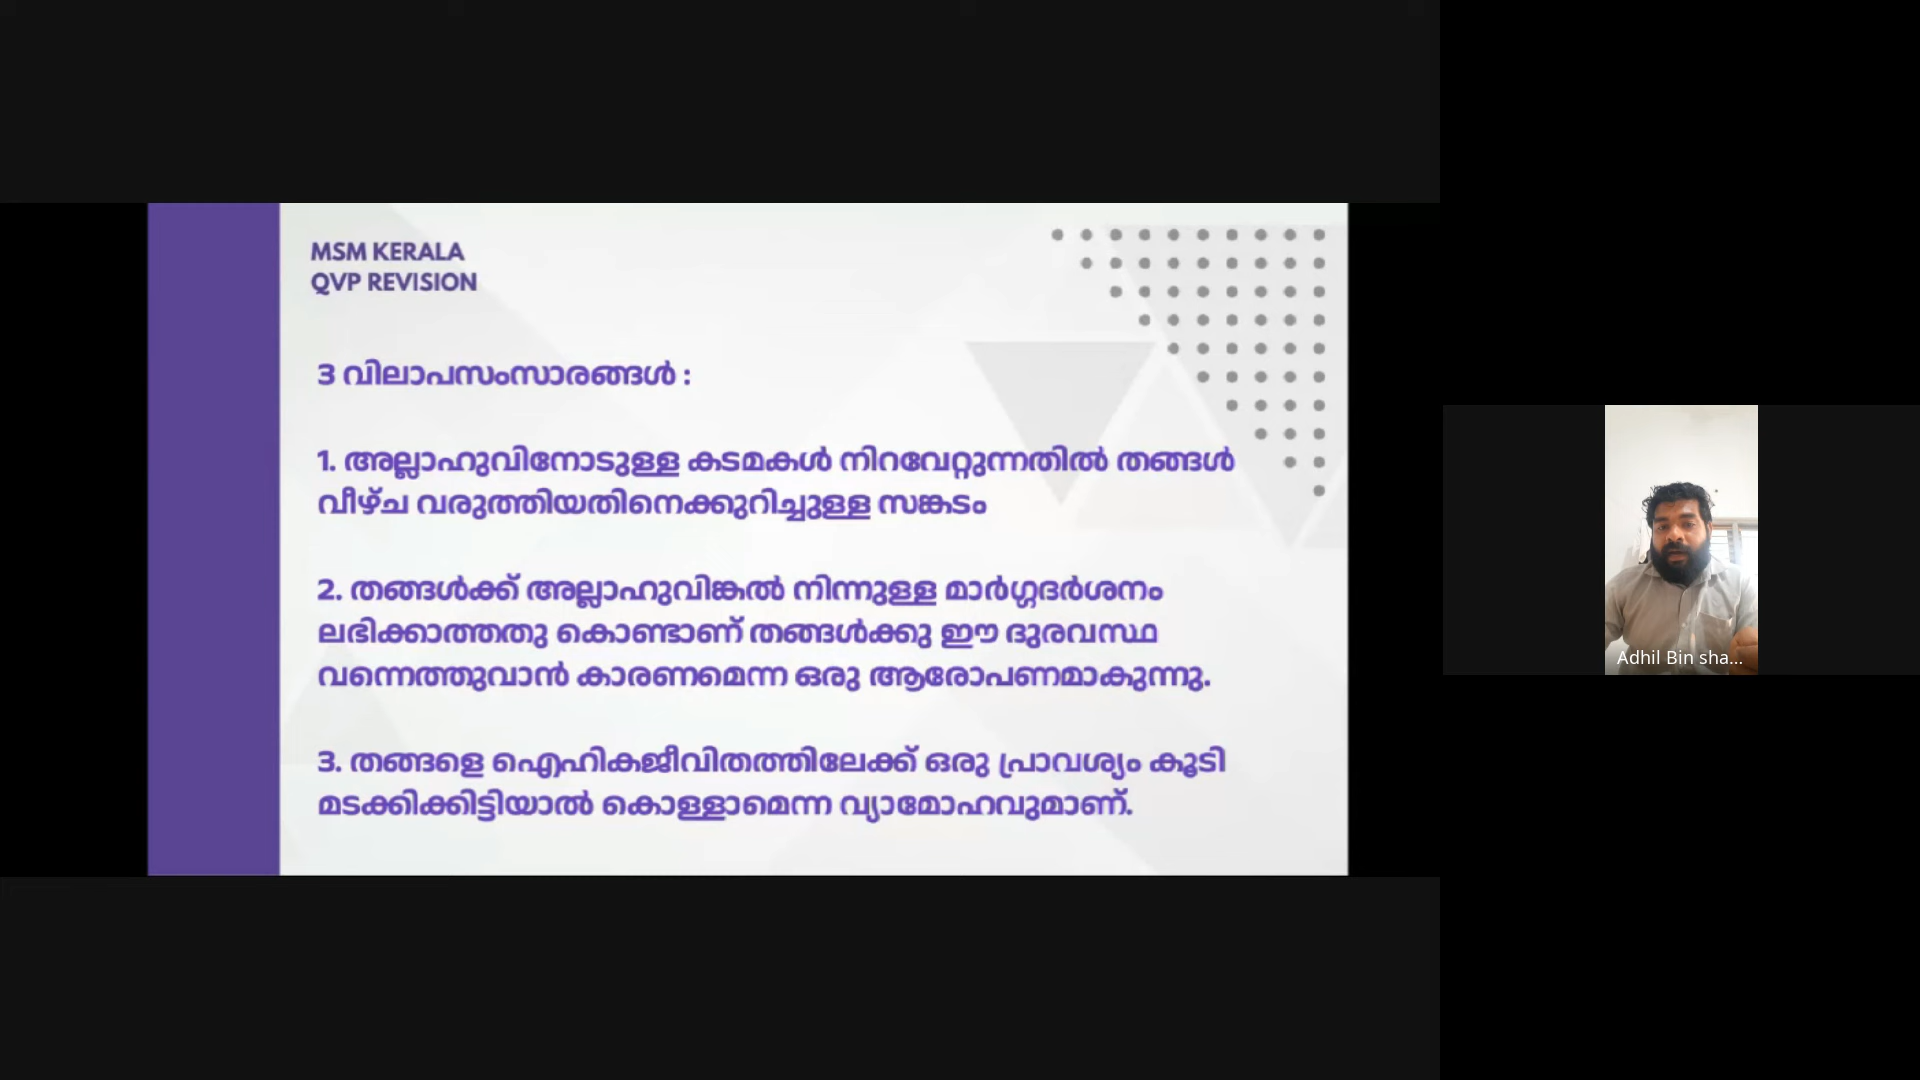 MSM KERALA
QVP REVISION
3 വിലാപസംസാരങ്ങൾ :
1. അല്ലാഹുവിനോടുള്ള കടമകൾ നിറവേറ്റുന്നതിൽ തങ്ങൾ
വീഴ്ച വരുത്തിയതിനെക്കുറിച്ചുള്ള സങ്കടം
2. തങ്ങൾക്ക് അല്ലാഹുവിങ്കൽ നിന്നുള്ള മാർഗ്ഗദർശനം
ലഭിക്കാത്തതു കൊണ്ടാണ് തങ്ങൾക്കു ഈ ദുരവസ്ഥ
വന്നെത്തുവാൻ കാരണമെന്ന ഒരു ആരോപണമാകുന്നു.
3. തങ്ങളെ ഐഹികജീവിതത്തിലേക്ക് ഒരു പ്രാവശ്യം കൂടി
മടക്കിക്കിട്ടിയാൽ കൊള്ളാമെന്ന വ്യാമോഹവുമാണ്.
Adhil Bin sha...